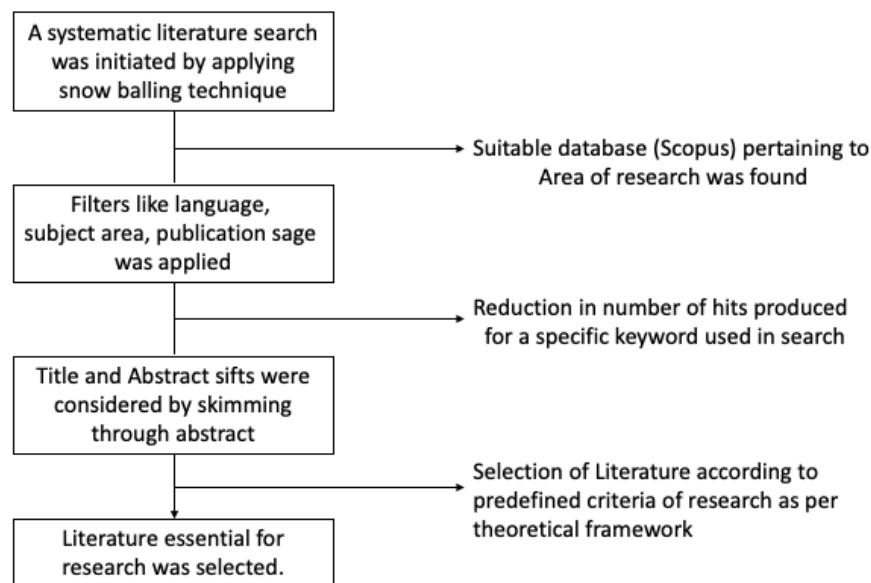 A systematic literature search
was initiated by applying
snow balling technique
Suitable database (Scopus) pertaining to
Area of research was found
Filters like language,
subject area, publication sage
was applied
Reduction in number of hits produced
for a specific keyword used in search
Title and Abstract sifts were
considered by skimming
through abstract
Selection of Literature according to
predefined criteria of research as per
theoretical framework
Literature essential for
research was selected.